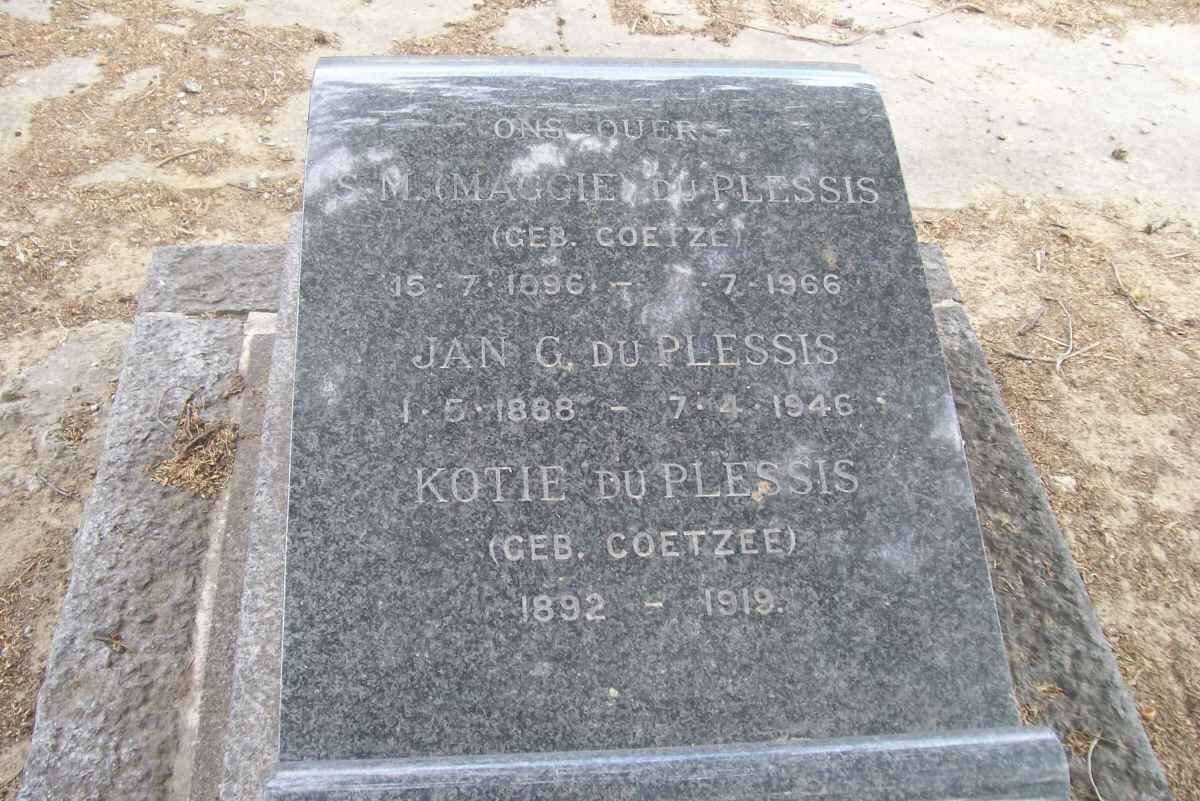 ONS OUER –
S. M. (MAGGIE) DU PLESSIS
(GEB. COETZÉ)
15·7·1896 – ·7·1966
JAN G. DU PLESSIS
1·5·1888 – 7·4·1946
KOTIE DU PLESSIS
(GEB. COETZEE)
1892 – 1919.